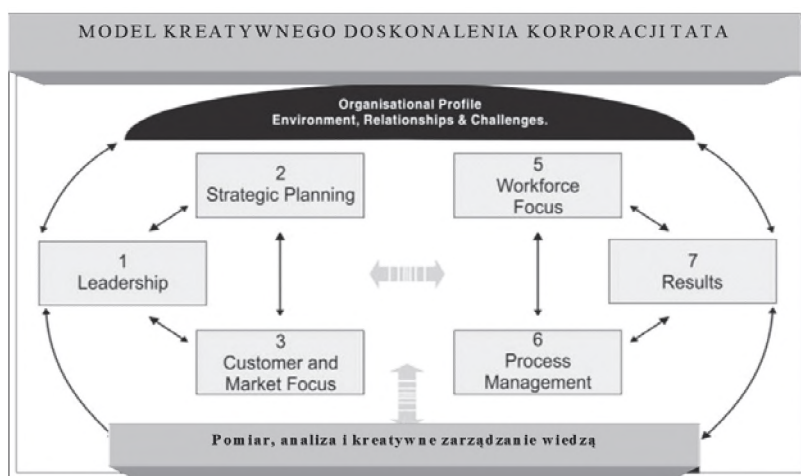 MODEL KREATYWNEGO DOSKONALENIA KORPORACJI TATA
Organisational Profile
Environment, Relationships & Challenges.
1
Leadership
2
Strategic Planning
3
Customer and
Market Focus
5
Workforce
Focus
6
Process
Management
7
Results
Pomiar, analiza i kreatywne zarządzanie wiedzą